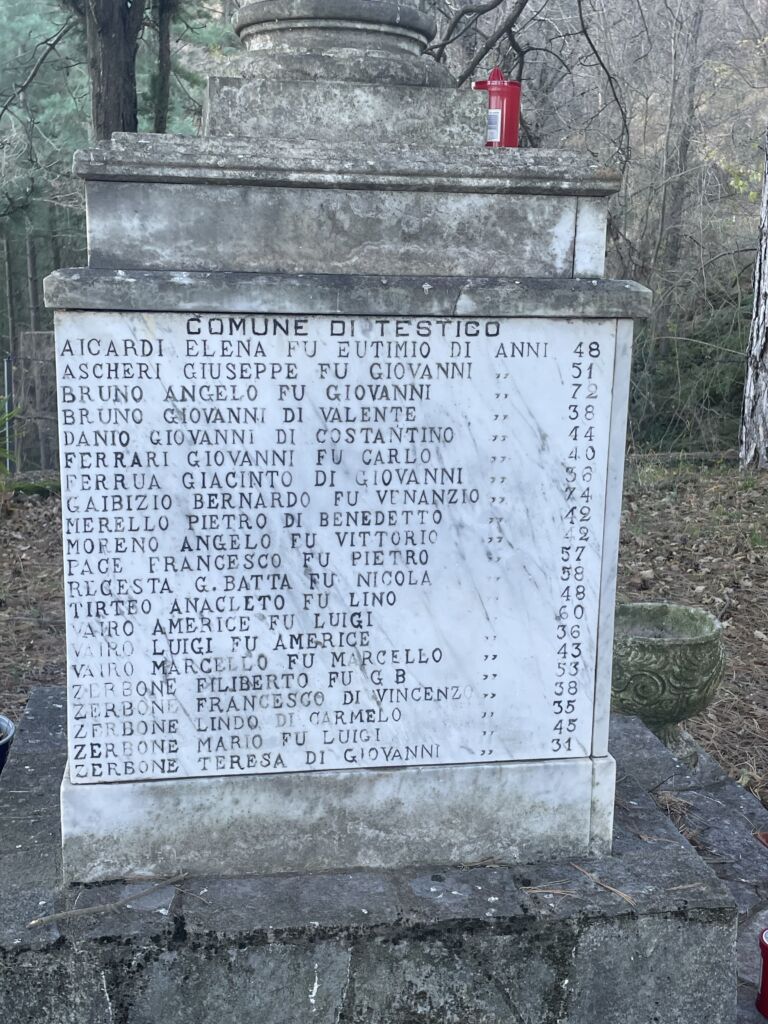 COMUNE DI TESTICO
AICARDI ELENA FU EUTIMIO DI ANNI 48
ASCHERI GIUSEPPE FU GIOVANNI ,, 51
BRUNO ANGELO FU GIOVANNI ,, 72
BRUNO GIOVANNI DI VALENTE ,, 38
DANIO GIOVANNI DI COSTANTINO ,, 44
FERRARI GIOVANNI FU CARLO ,, 40
FERRUA GIACINTO DI GIOVANNI ,, 36
GAIBIZIO BERNARDO FU VENANZIO ,, 74
MERELLO PIETRO DI BENEDETTO ,, 42
MORENO ANGELO FU VITTORIO ,, 42
PACE FRANCESCO FU PIETRO ,, 57
REGESTA G.BATTA FU NICOLA 58
TIRTEO ANACLETO FU LINO 48
VAIRO AMERICE FU LUIGI 60
VAIRO LUIGI FU AMERICE ,, 36
VAIRO MARCELLO FU MARCELLO ,, 43
ZERBONE FILIBERTO FU G B ,, 53
ZERBONE FRANCESCO DI VINCENZO ,, 38
ZERBONE LINDO DI CARMELO ,, 35
ZERBONE MARIO FU LUIGI ,, 45
ZERBONE TERESA DI GIOVANNI ,, 31